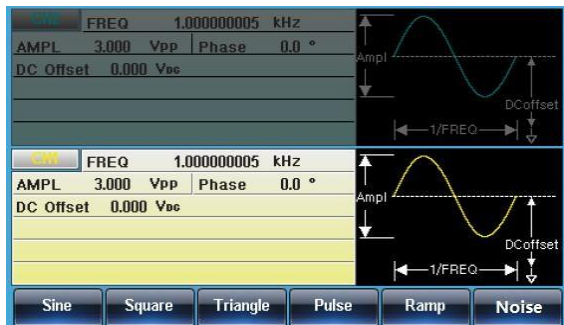 FREQ 1.000000005 kHz
AMPL 3.000 Vpp Phase 0.0 °
DC Offset 0.000 VDC
Ampl
DCoffset
1/FREQ
FREQ 1.000000005 kHz
AMPL 3.000 Vpp Phase 0.0 °
DC Offset 0.000 VDC
Ampl
DCoffset
1/FREQ
Sine Square Triangle Pulse Ramp Noise